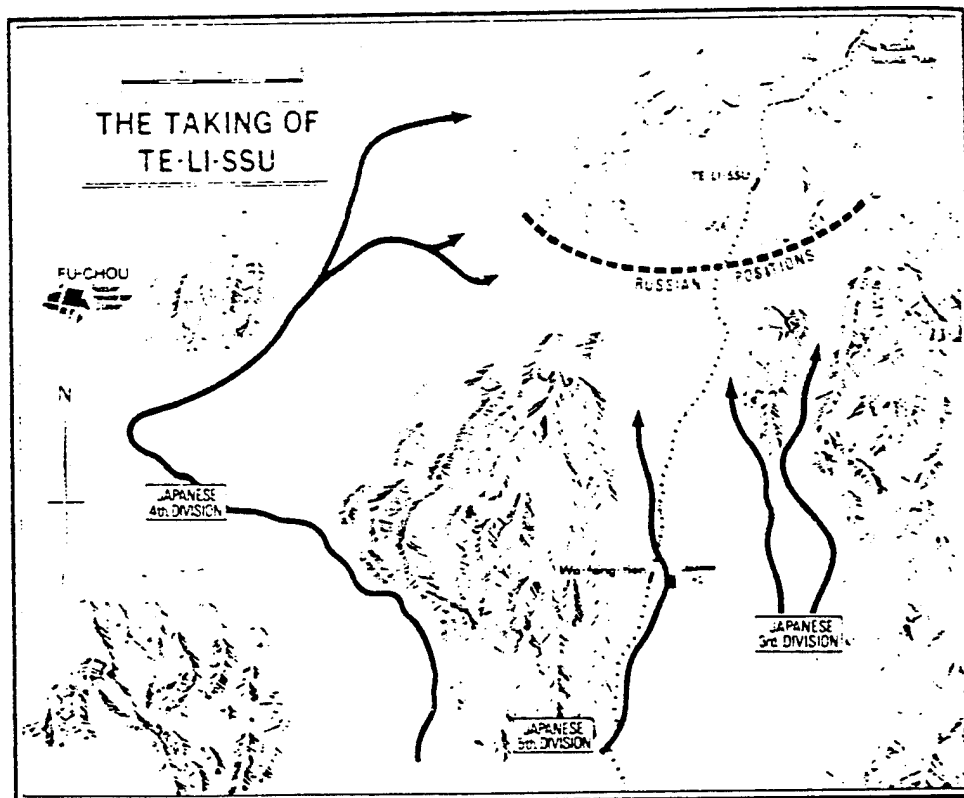 THE TAKING OF
TE-LI-SSU
TE-LI-SSU
RUSSIAN POSITIONS
FU-CHOU
N
JAPANESE
4th DIVISION
JAPANESE
3rd DIVISION
JAPANESE
5th DIVISION